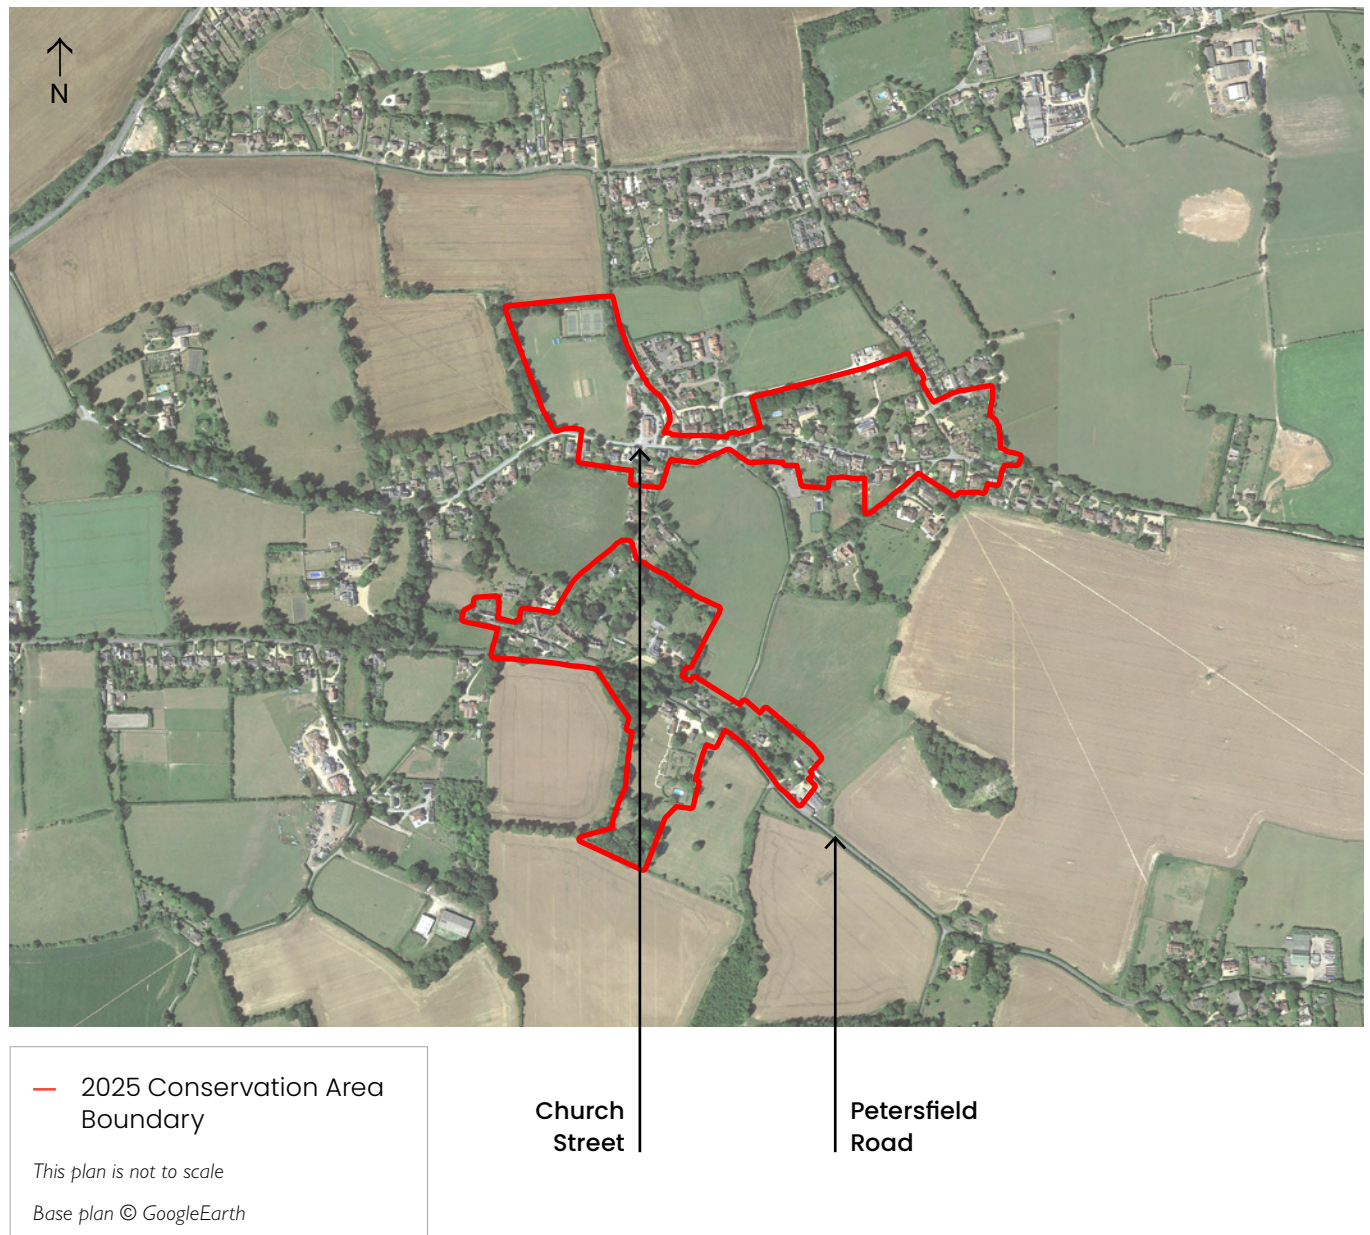 N
2025 Conservation Area
Boundary
This plan is not to scale
Base plan © GoogleEarth
Church
Street
Petersfield
Road